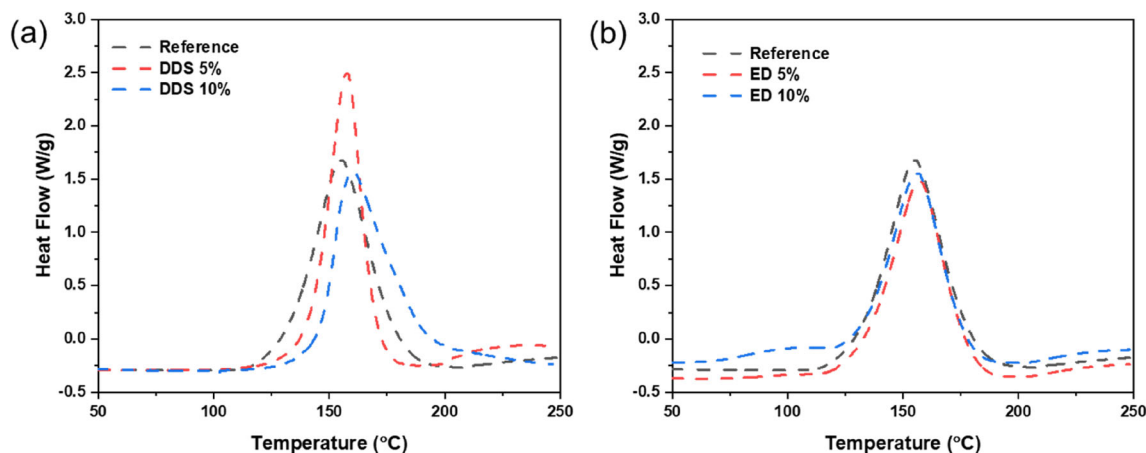 (a)
3.0
2.5
2.0
1.5
1.0
0.5
0.0
-0.5
Heat Flow (W/g)
Reference
DDS 5%
DDS 10%
50
100
150
200
250
Temperature (°C)
(b)
3.0
2.5
2.0
1.5
1.0
0.5
0.0
-0.5
Heat Flow (W/g)
Reference
ED 5%
ED 10%
50
100
150
200
250
Temperature (°C)